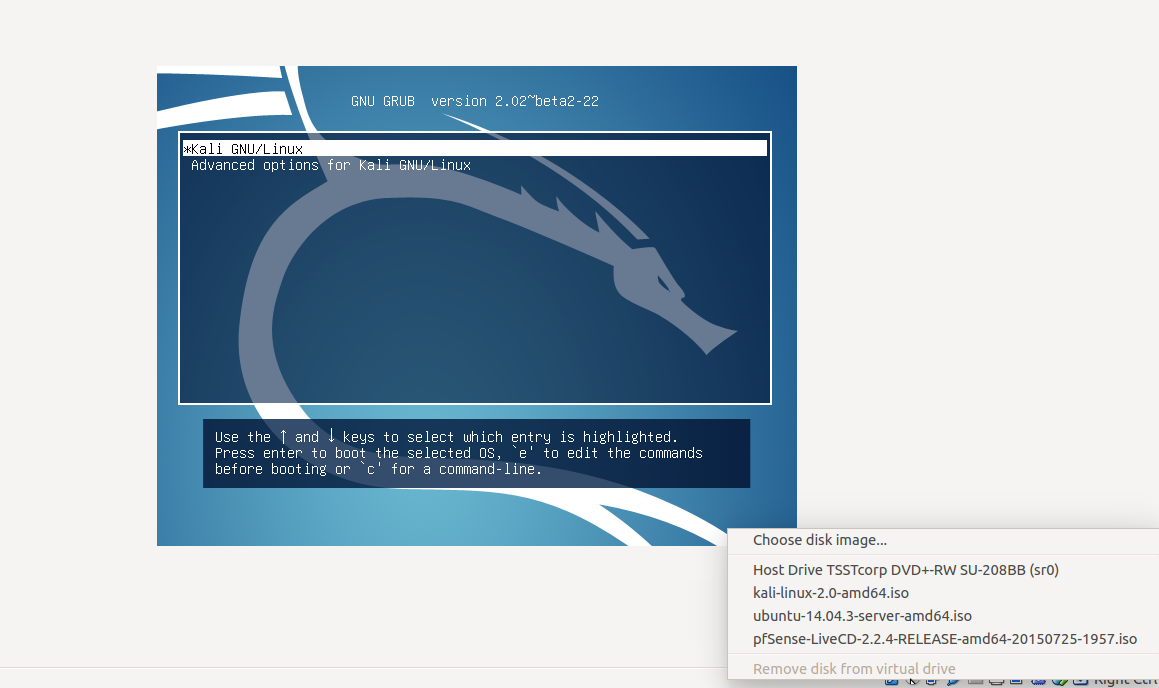 GNU GRUB  version 2.02~beta2-22
*Kali GNU/Linux
Advanced options for Kali GNU/Linux
Use the ↑ and ↓ keys to select which entry is highlighted.
Press enter to boot the selected OS, `e' to edit the commands
before booting or `c' for a command-line.
Choose disk image...
Host Drive TSSTcorp DVD+-RW SU-208BB (sr0)
kali-linux-2.0-amd64.iso
ubuntu-14.04.3-server-amd64.iso
pfSense-LiveCD-2.2.4-RELEASE-amd64-20150725-1957.iso
Remove disk from virtual drive
Right Ctrl